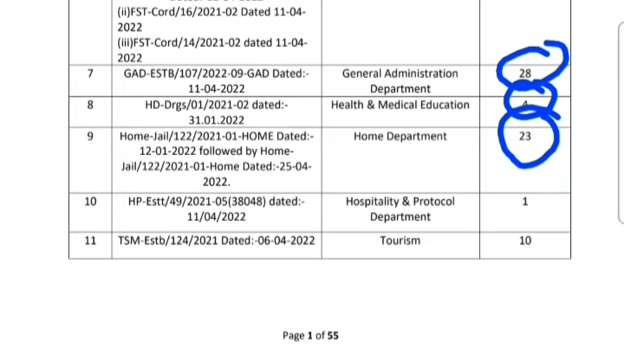 (ii)FST-Cord/16/2021-02 Dated 11-04-
2022
(iii)FST-Cord/14/2021-02 dated 11-04-
2022
7 GAD-ESTB/107/2022-09-GAD Dated:- General Administration 28
11-04-2022 Department
8 HD-Drgs/01/2021-02 dated:- Health & Medical Education 4
31.01.2022
9 Home-Jail/122/2021-01-HOME Dated:- Home Department 23
12-01-2022 followed by Home-
Jail/122/2021-01-Home Dated:-25-04-
2022.
10 HP-Estt/49/2021-05(38048) dated:- Hospitality & Protocol 1
11/04/2022 Department
11 TSM-Estb/124/2021 Dated:-06-04-2022 Tourism 10
Page 1 of 55